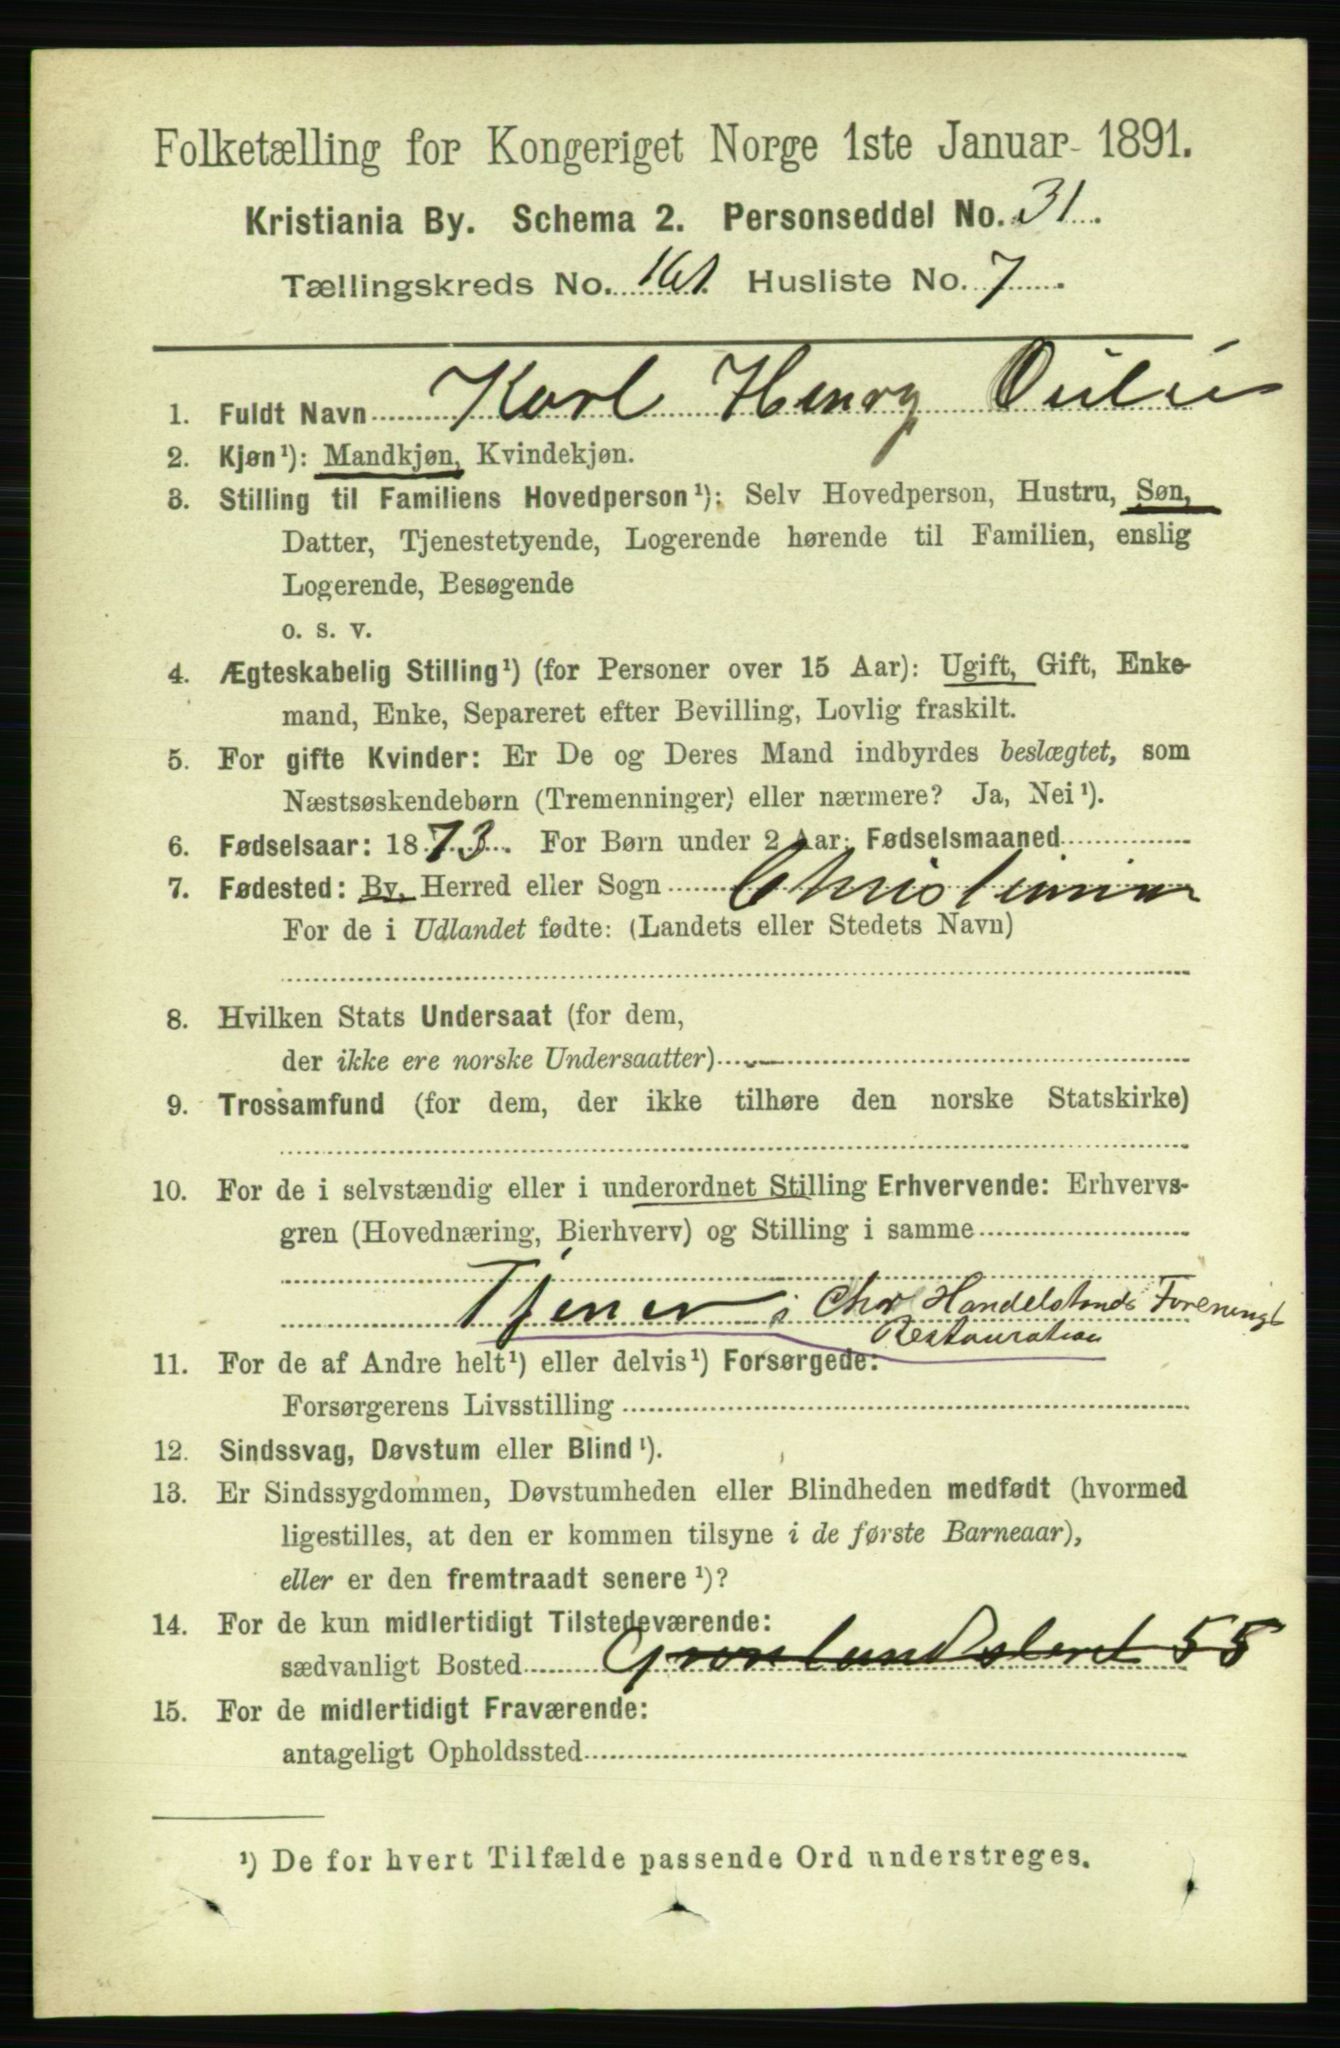 Folketælling for Kongeriget Norge 1ste Januar 1891.
Kristiania By. Schema 2. Personseddel No. 31.
Tællingskreds No. 161. Husliste No. 7.
1. Fuldt Navn Karl Henry
2. Kjøn¹): Mandkjøn, Kvindekjøn.
3. Stilling til Familiens Hovedperson¹): Selv Hovedperson, Hustru, Søn,
Datter, Tjenestetyende, Logerende hørende til Familien, enslig
Logerende, Besøgende
o. s. v.
4. Ægteskabelig Stilling¹) (for Personer over 15 Aar): Ugift, Gift, Enke-
mand, Enke, Separeret efter Bevilling, Lovlig fraskilt.
5. For gifte Kvinder: Er De og Deres Mand indbyrdes beslægtet, som
Næstsøskendebørn (Tremenninger) eller nærmere? Ja, Nei¹).
6. Fødselsaar: 1873. For Børn under 2 Aar: Fødselsmaaned
7. Fødested: By, Herred eller Sogn Christiania
For de i Udlandet fødte: (Landets eller Stedets Navn)
8. Hvilken Stats Undersaat (for dem,
der ikke ere norske Undersaatter)
9. Trossamfund (for dem, der ikke tilhøre den norske Statskirke)
10. For de i selvstændig eller i underordnet Stilling Erhvervende: Erhvervs-
gren (Hovednæring, Bierhverv) og Stilling i samme
Tjener i Chr Handelstands Forenings
Restauration
11. For de af Andre helt¹) eller delvis¹) Forsørgede:
Forsørgerens Livsstilling
12. Sindssvag, Døvstum eller Blind¹).
13. Er Sindssygdommen, Døvstumheden eller Blindheden medfødt (hvormed
ligestilles, at den er kommen tilsyne i de første Barneaar),
eller er den fremtraadt senere¹)?
14. For de kun midlertidigt Tilstedeværende:
sædvanligt Bosted Grønlandsleret 55
15. For de midlertidigt Fraværende:
antageligt Opholdssted
¹) De for hvert Tilfælde passende Ord understreges.